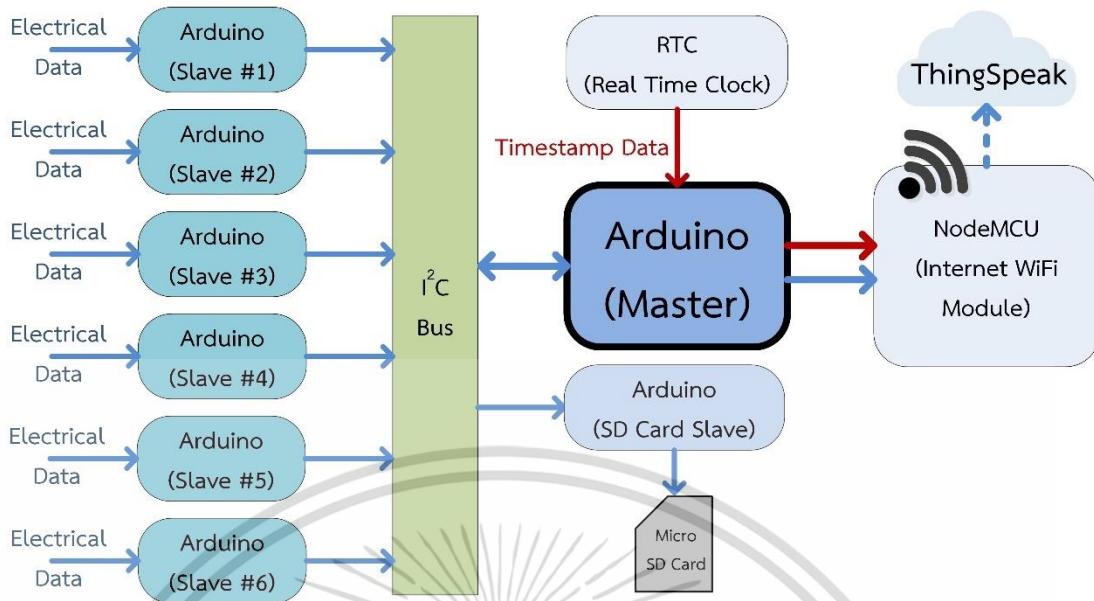 Electrical
Data
Arduino
(Slave #1)
Electrical
Data
Arduino
(Slave #2)
Electrical
Data
Arduino
(Slave #3)
Electrical
Data
Arduino
(Slave #4)
Electrical
Data
Arduino
(Slave #5)
Electrical
Data
Arduino
(Slave #6)
I²C
Bus
RTC
(Real Time Clock)
Timestamp Data
Arduino
(Master)
Arduino
(SD Card Slave)
Micro
SD Card
ThingSpeak
NodeMCU
(Internet WiFi
Module)